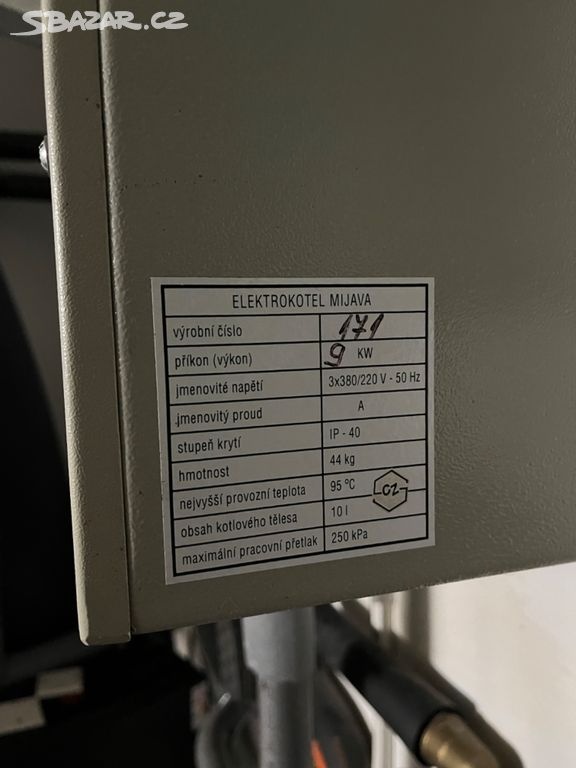 SBAZAR.CZ
ELEKTROKOTEL MIJAVA
výrobní číslo 171
příkon (výkon) 9 KW
jmenovité napětí 3x380/220 V - 50 Hz
jmenovitý proud A
stupeň krytí IP - 40
hmotnost 44 kg
nejvyšší provozní teplota 95 °C CZ
obsah kotlového tělesa 10 l
maximální pracovní přetlak 250 kPa